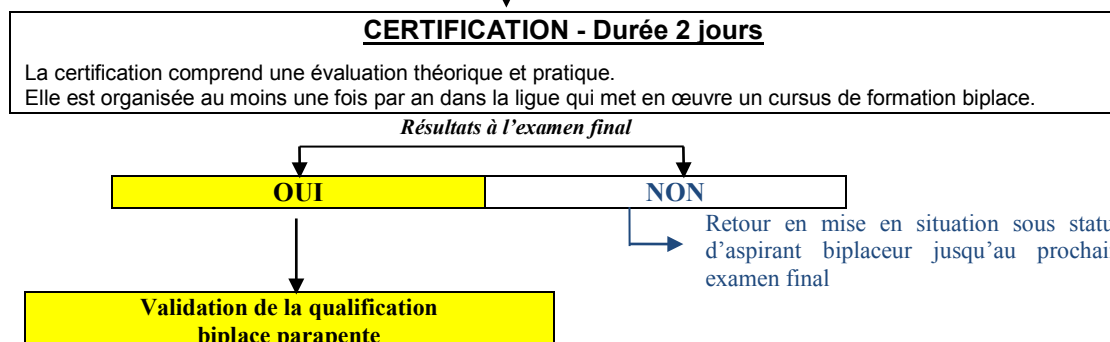 CERTIFICATION - Durée 2 jours
La certification comprend une évaluation théorique et pratique.
Elle est organisée au moins une fois par an dans la ligue qui met en œuvre un cursus de formation biplace.
Résultats à l’examen final
OUI
NON
Retour en mise en situation sous statu
d’aspirant biplaceur jusqu’au prochai
examen final
Validation de la qualification
biplace parapente